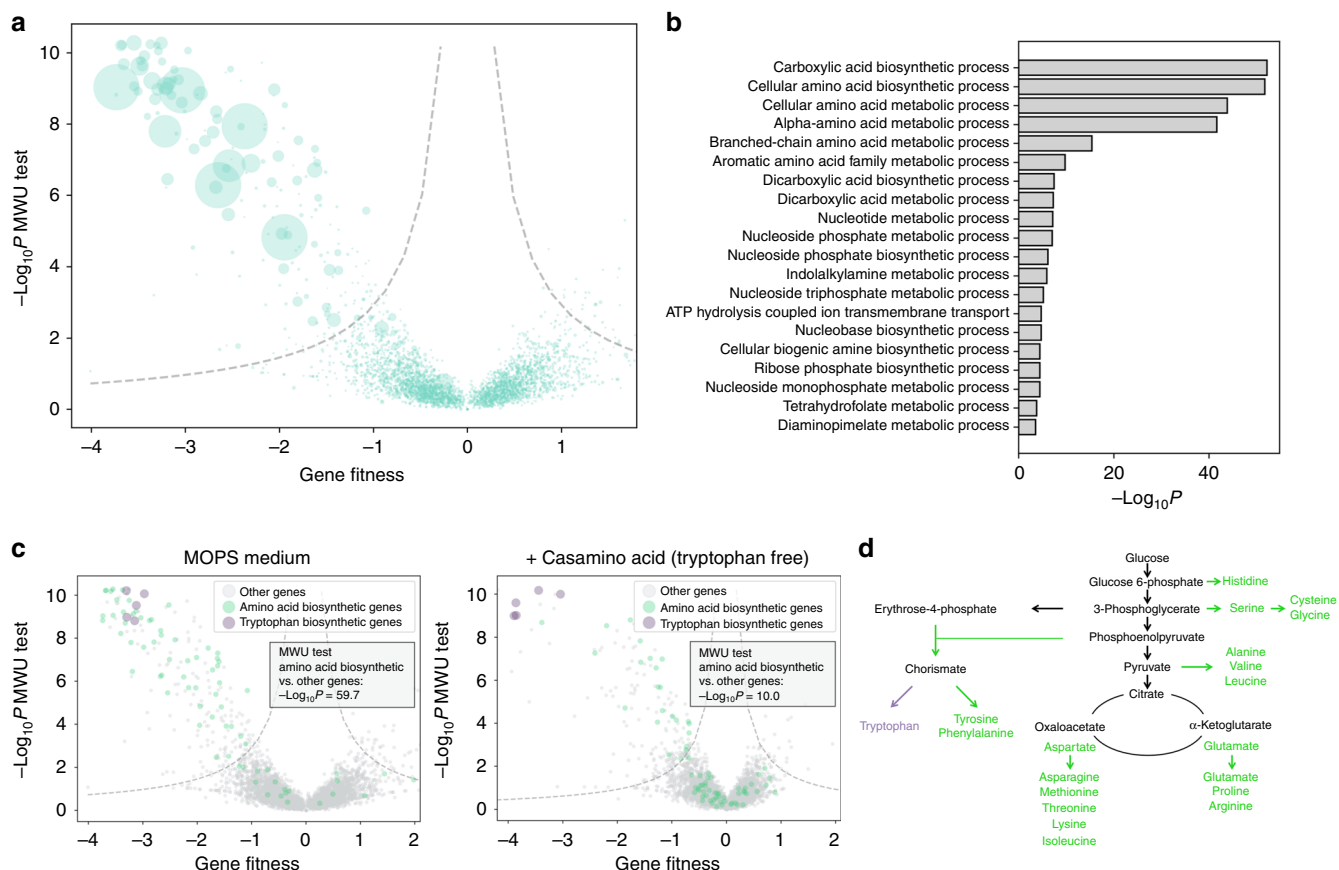 a
10
8
6
4
2
0
–Log10P MWU test
–4
–3
–2
–1
0
1
Gene fitness
b
Carboxylic acid biosynthetic process
Cellular amino acid biosynthetic process
Cellular amino acid metabolic process
Alpha-amino acid metabolic process
Branched-chain amino acid metabolic process
Aromatic amino acid family metabolic process
Dicarboxylic acid biosynthetic process
Dicarboxylic acid metabolic process
Nucleotide metabolic process
Nucleoside phosphate metabolic process
Nucleoside phosphate biosynthetic process
Indolalkylamine metabolic process
Nucleoside triphosphate metabolic process
ATP hydrolysis coupled ion transmembrane transport
Nucleobase biosynthetic process
Cellular biogenic amine biosynthetic process
Ribose phosphate biosynthetic process
Nucleoside monophosphate metabolic process
Tetrahydrofolate metabolic process
Diaminopimelate metabolic process
0
20
40
–Log10P
c
MOPS medium
10
8
6
4
2
0
–Log10P MWU test
Other genes
Amino acid biosynthetic genes
Tryptophan biosynthetic genes
MWU test
amino acid biosynthetic
vs. other genes:
–Log10P = 59.7
–4
–3
–2
–1
0
1
2
Gene fitness
+ Casamino acid (tryptophan free)
10
8
6
4
2
0
–Log10P MWU test
Other genes
Amino acid biosynthetic genes
Tryptophan biosynthetic genes
MWU test
amino acid biosynthetic
vs. other genes:
–Log10P = 10.0
–4
–3
–2
–1
0
1
2
Gene fitness
d
Glucose
Glucose 6-phosphate
Histidine
Erythrose-4-phosphate
3-Phosphoglycerate
Serine
Cysteine
Glycine
Phosphoenolpyruvate
Chorismate
Pyruvate
Alanine
Valine
Leucine
Citrate
Tryptophan
Tyrosine
Phenylalanine
Oxaloacetate
α-Ketoglutarate
Aspartate
Glutamate
Asparagine
Methionine
Threonine
Lysine
Isoleucine
Glutamate
Proline
Arginine